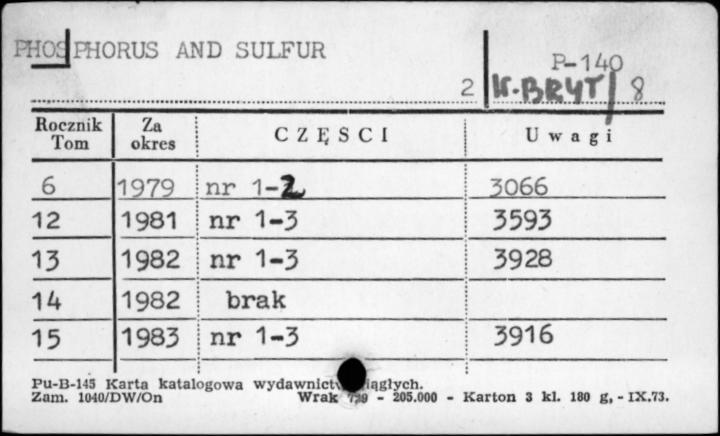 PHOSPHORUS AND SULFUR
P-140
2 W.BRYT/ 8
Rocznik Tom Za okres CZĘŚCI Uwagi
6 1979 nr 1-2 3066
12 1981 nr 1-3 3593
13 1982 nr 1-3 3928
14 1982 brak
15 1983 nr 1-3 3916
Pu-B-145 Karta katalogowa wydawnictw ciągłych.
Zam. 1040/DW/On Wrak - 205.000 - Karton 3 kl. 180 g, - IX.73.